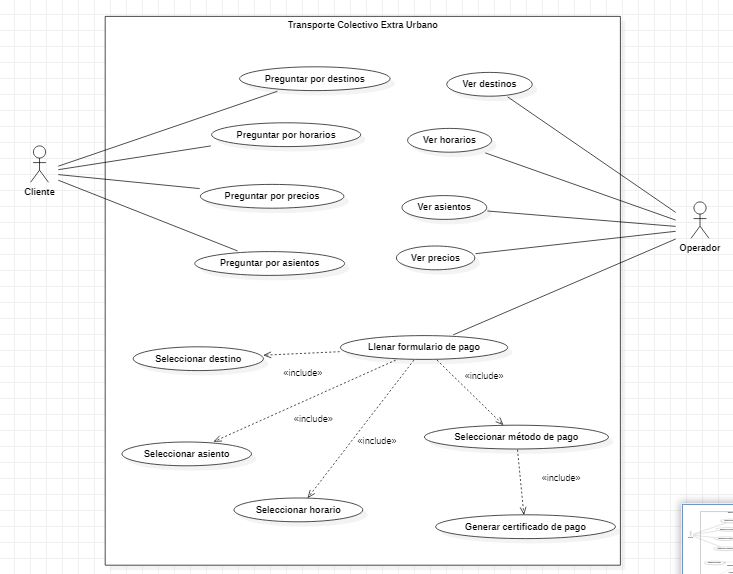 Transporte Colectivo Extra Urbano
Preguntar por destinos
Ver destinos
Preguntar por horarios
Ver horarios
Cliente
Preguntar por precios
Ver asientos
Operador
Preguntar por asientos
Ver precios
Llenar formulario de pago
Seleccionar destino
«include»
«include»
«include»
«include»
Seleccionar método de pago
Seleccionar asiento
«include»
Seleccionar horario
Generar certificado de pago